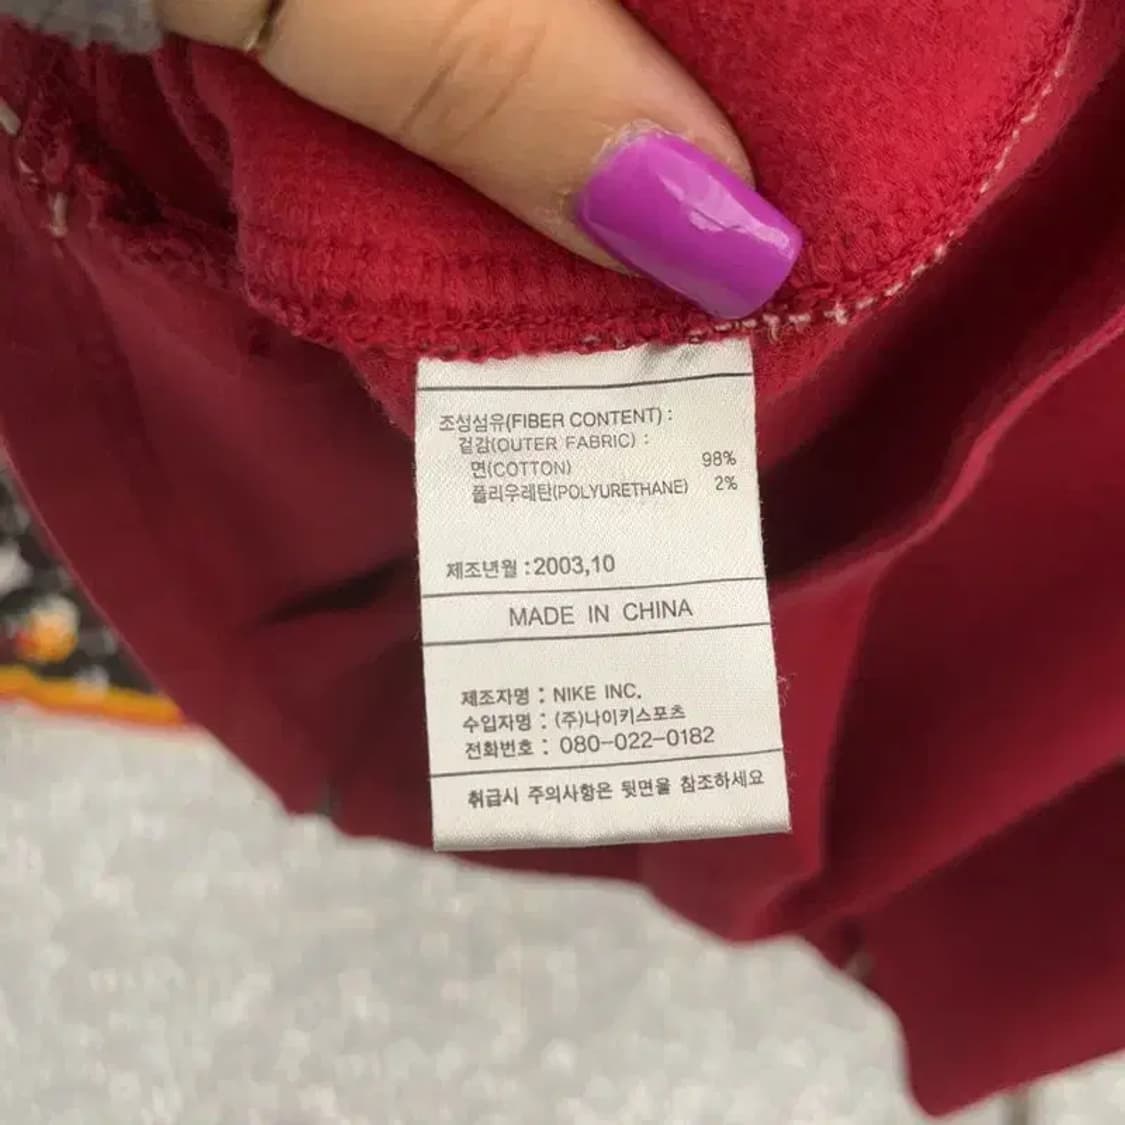 조성섬유(FIBER CONTENT) :
겉감(OUTER FABRIC) :
면(COTTON) 98%
폴리우레탄(POLYURETHANE) 2%
제조년월 : 2003,10
MADE IN CHINA
제조자명 : NIKE INC.
수입자명 : (주)나이키스포츠
전화번호 : 080-022-0182
취급시 주의사항은 뒷면을 참조하세요